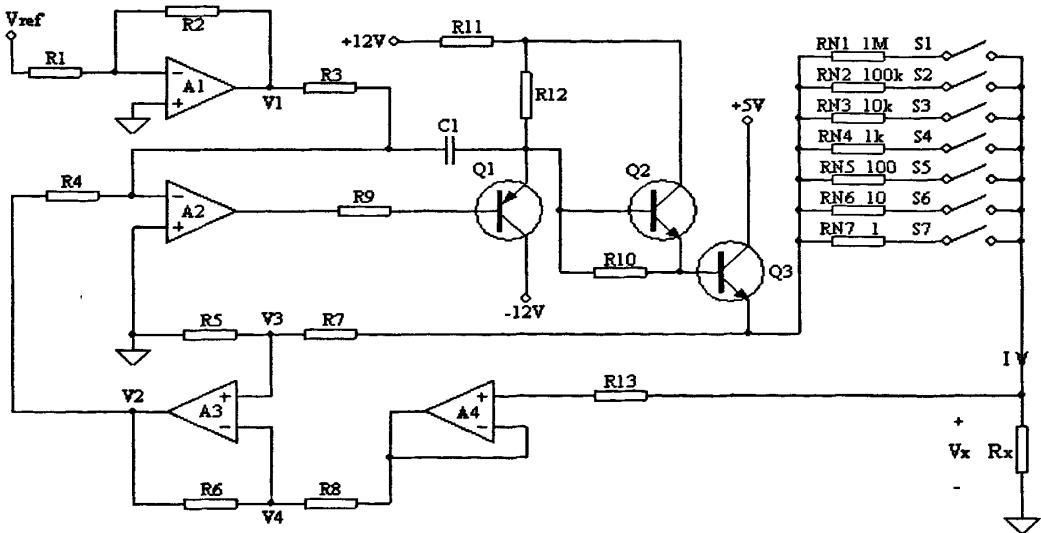 Vref
R1
R2
A1
V1
R3
+12V
R11
R12
C1
Q1
Q2
Q3
+5V
RN1 1M S1
RN2 100k S2
RN3 10k S3
RN4 1k S4
RN5 100 S5
RN6 10 S6
RN7 1 S7
R4
A2
R9
R10
-12V
R5
V3
R7
I
V2
A3
A4
R13
+
Vx
Rx
-
R6
V4
R8